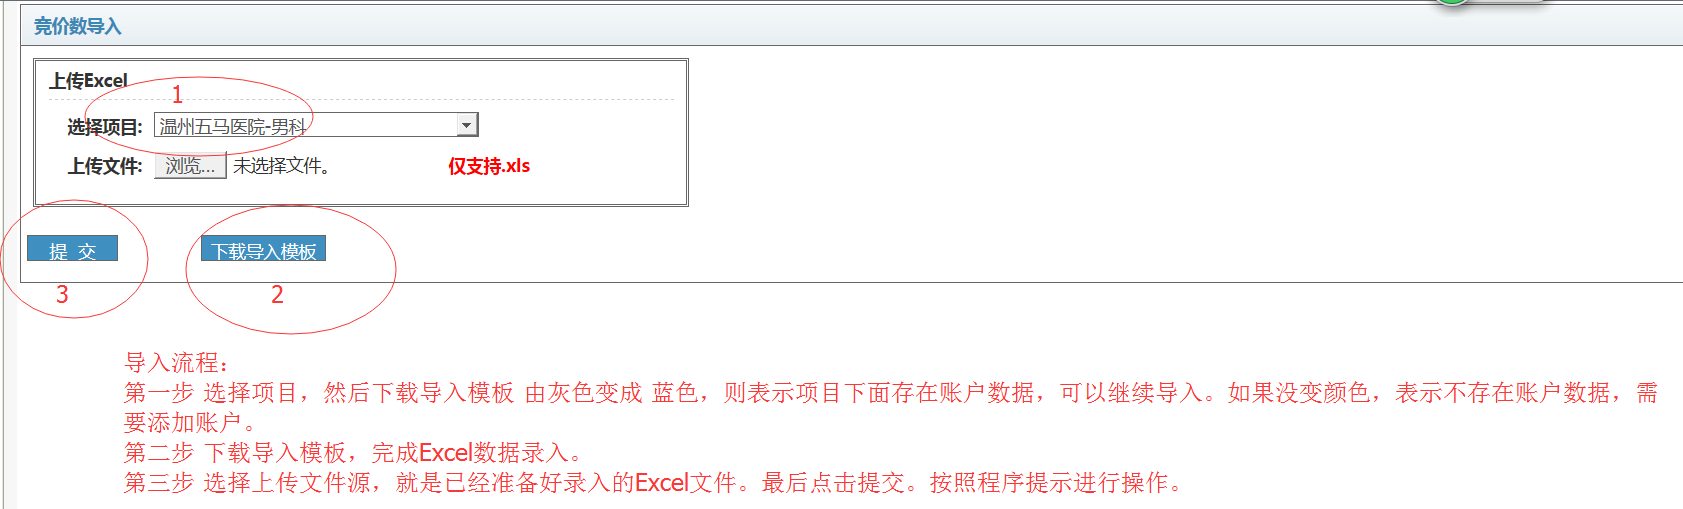 竞价数导入
上传Excel
1
选择项目: 温州五马医院-男科
上传文件: 浏览... 未选择文件。 仅支持.xls
提 交 下载导入模板
3 2
导入流程：
第一步 选择项目，然后下载导入模板 由灰色变成 蓝色，则表示项目下面存在账户数据，可以继续导入。如果没变颜色，表示不存在账户数据，需
要添加账户。
第二步 下载导入模板，完成Excel数据录入。
第三步 选择上传文件源，就是已经准备好录入的Excel文件。最后点击提交。按照程序提示进行操作。